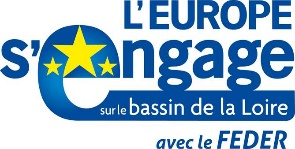 L'EUROPE
s'engage
sur le bassin de la Loire
avec le FEDER